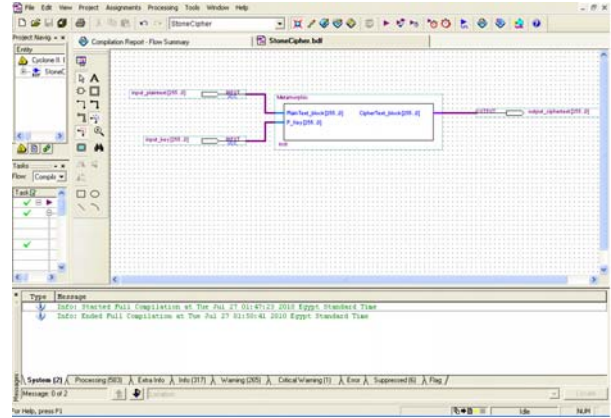 File Edit View Project Assignments Processing Tools Window Help
StoneCipher
Project Navig
Compilation Report - Flow Summary
StoneCipher.bdf
Entity
Cyclone II
StoneC
input_plaintext[255..0]
INPUT
Metamorphic
PlainText_block[255..0] CipherText_block[255..0]
P_key[255..0]
OUTPUT
output_ciphertext[255..0]
input_key[255..0]
INPUT
inst
Tasks
Flow: Compila
Type Message
Info: Started Full Compilation at Tue Jul 27 01:47:23 2010 Egypt Standard Time
Info: Ended Full Compilation at Tue Jul 27 01:50:41 2010 Egypt Standard Time
Messages
System (2) Processing (583) Extra Info Info (317) Warning (265) Critical Warning (1) Error Suppressed (6) Flag
Message: 0 of 2
Location
Locate
For Help, press F1
Idle
NUM